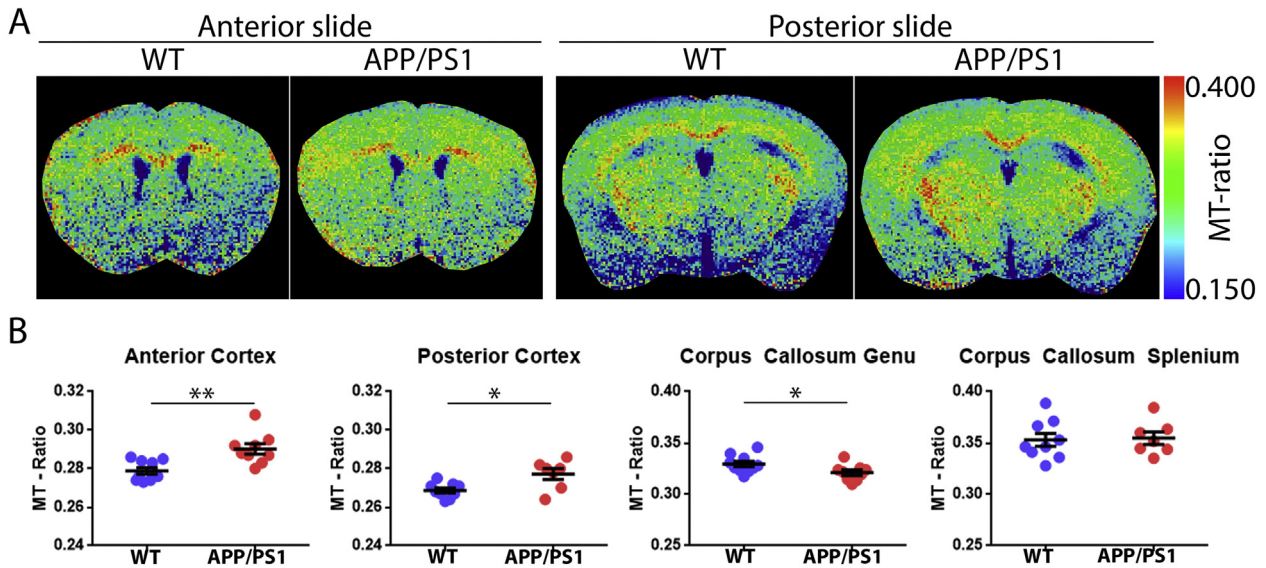 A
Anterior slide
Posterior slide
WT
APP/PS1
WT
APP/PS1
0.400
MT-ratio
0.150
B
Anterior Cortex
0.32
0.30
0.28
0.26
0.24
MT - Ratio
**
WT
APP/PS1
Posterior Cortex
0.32
0.30
0.28
0.26
0.24
MT - Ratio
*
WT
APP/PS1
Corpus Callosum Genu
0.40
0.35
0.30
0.25
MT - Ratio
*
WT
APP/PS1
Corpus Callosum Splenium
0.40
0.35
0.30
0.25
MT - Ratio
WT
APP/PS1